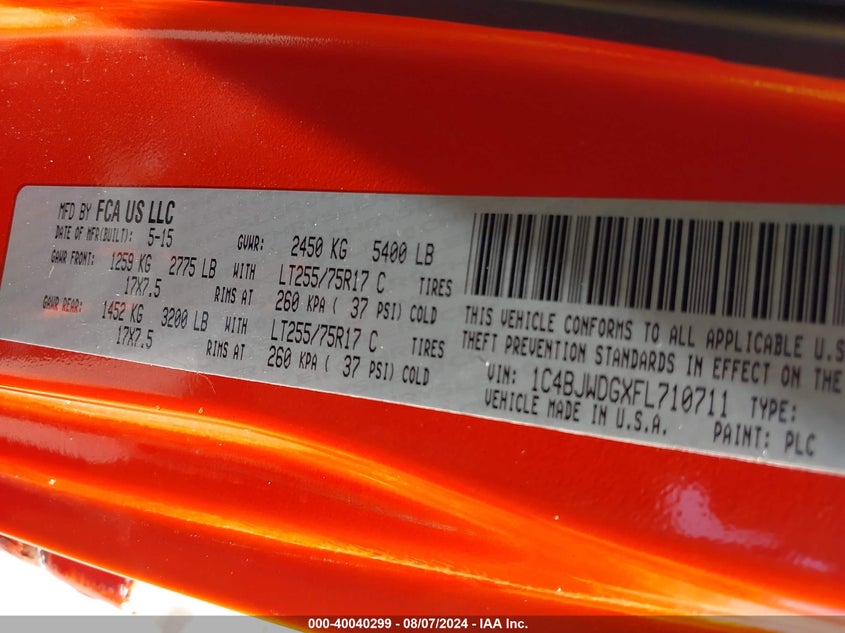 MFD BY FCA US LLC
DATE OF MFR(BUILT): 5-15 GVWR: 2450 KG 5400 LB
GAWR FRONT: 1259 KG 2775 LB WITH LT255/75R17 C TIRES
17X7.5 RIMS AT 260 KPA ( 37 PSI) COLD
GAWR REAR: 1452 KG 3200 LB WITH LT255/75R17 C TIRES
17X7.5 RIMS AT 260 KPA ( 37 PSI) COLD
THIS VEHICLE CONFORMS TO ALL APPLICABLE U.S
THEFT PREVENTION STANDARDS IN EFFECT ON THE
VIN: 1C4BJWDGXFL710711 TYPE:
VEHICLE MADE IN U.S.A. PAINT: PLC
000-40040299 - 08/07/2024 - IAA Inc.